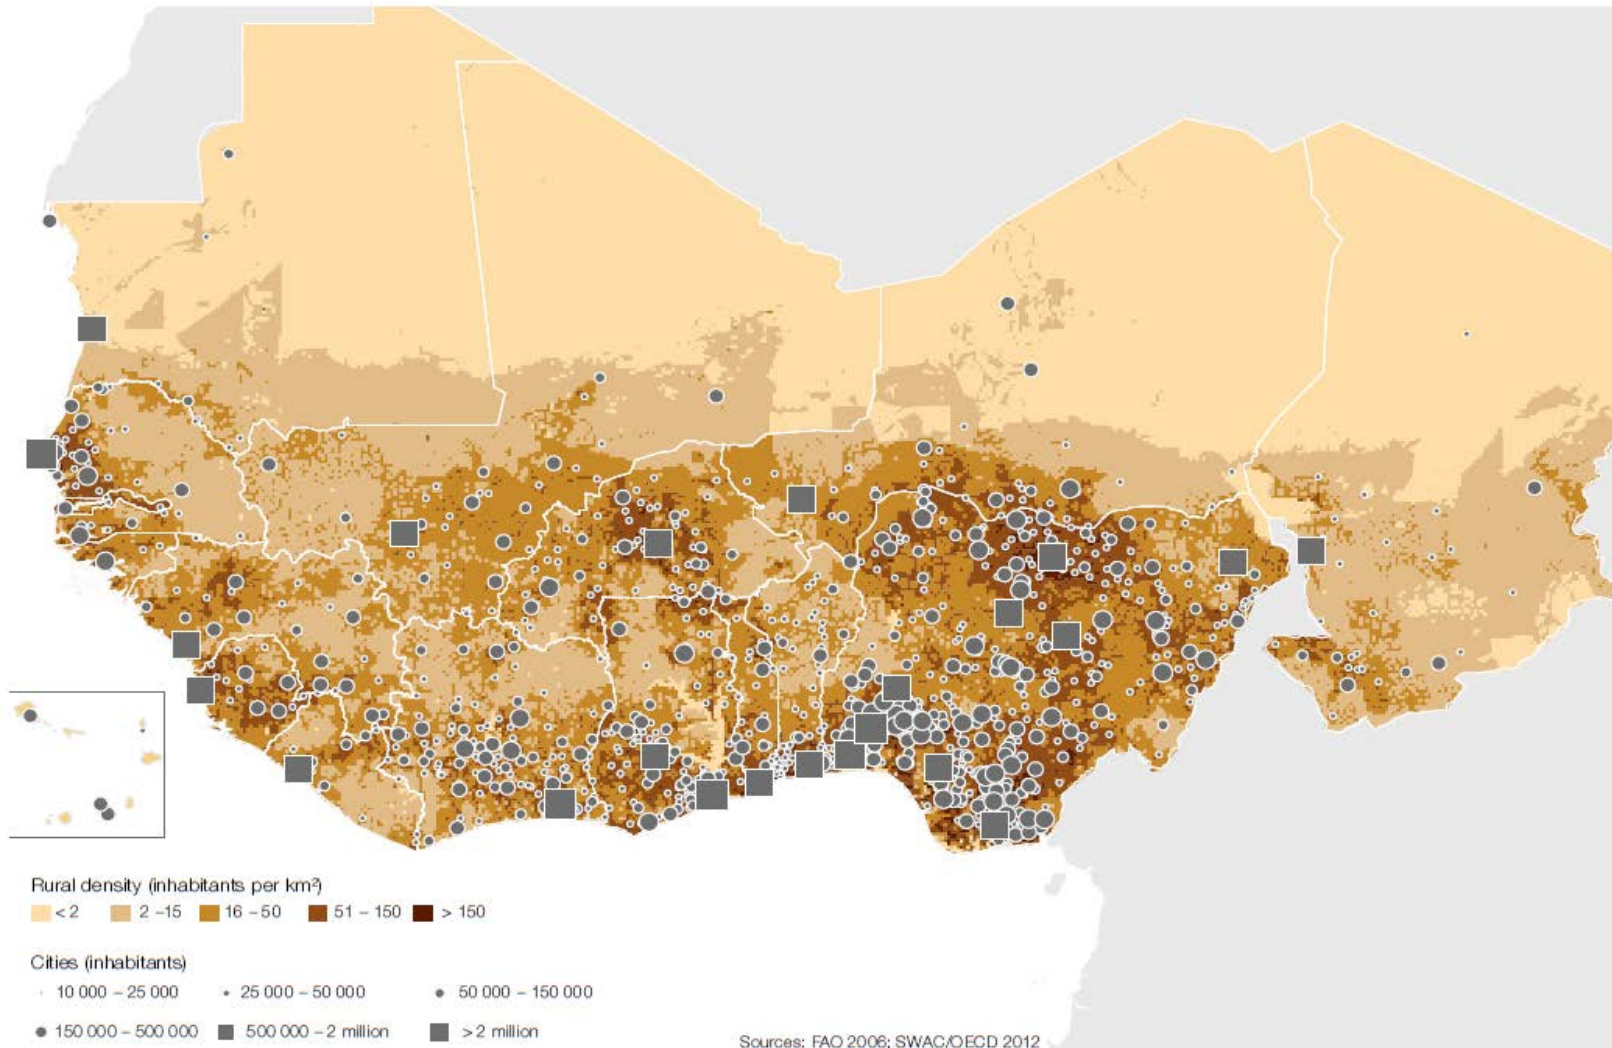 Rural density (inhabitants per km²)
< 2 2 –15 16 – 50 51 – 150 > 150
Cities (inhabitants)
10 000 – 25 000 25 000 – 50 000 50 000 – 150 000
150 000 – 500 000 500 000 – 2 million > 2 million
Sources: FAO 2006; SWAC/OECD 2012